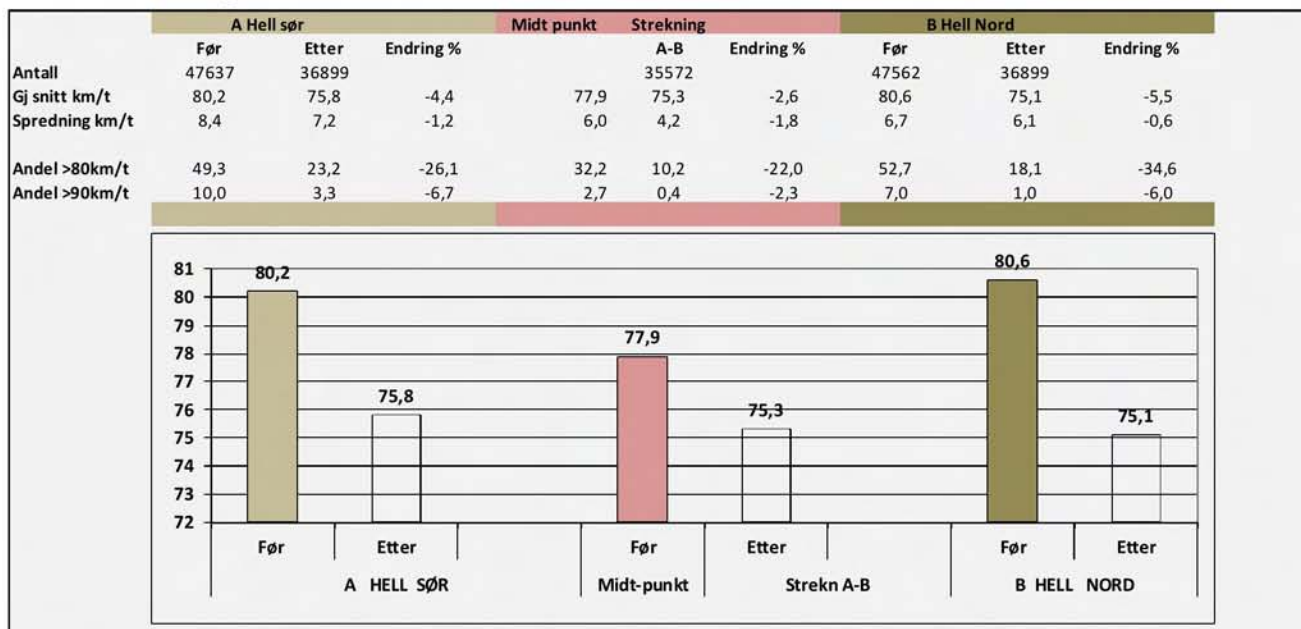 A Hell sør Midt punkt Strekning B Hell Nord
Før Etter Endring % A-B Endring % Før Etter Endring %
Antall 47637 36899 35572 47562 36899
Gj snitt km/t 80,2 75,8 -4,4 77,9 75,3 -2,6 80,6 75,1 -5,5
Spredning km/t 8,4 7,2 -1,2 6,0 4,2 -1,8 6,7 6,1 -0,6
Andel >80km/t 49,3 23,2 -26,1 32,2 10,2 -22,0 52,7 18,1 -34,6
Andel >90km/t 10,0 3,3 -6,7 2,7 0,4 -2,3 7,0 1,0 -6,0
81
80
79
78
77
76
75
74
73
72
80,2
75,8
77,9
75,3
80,6
75,1
Før Etter Før Etter Før Etter
A HELL SØR Midt-punkt Strekn A-B B HELL NORD